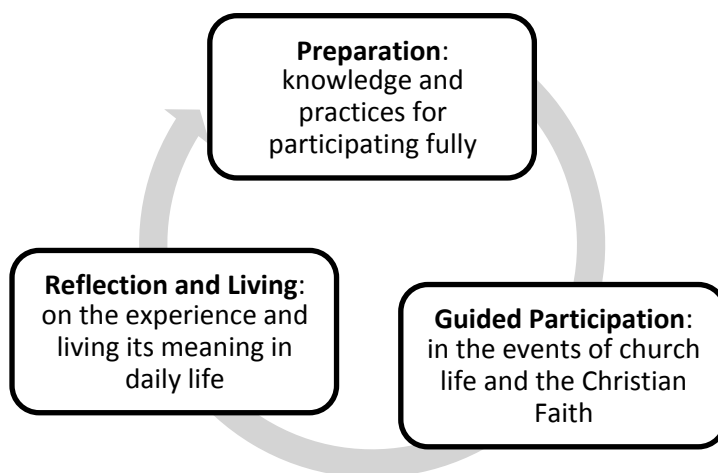 Preparation:
knowledge and
practices for
participating fully
Guided Participation:
in the events of church
life and the Christian
Faith
Reflection and Living:
on the experience and
living its meaning in
daily life